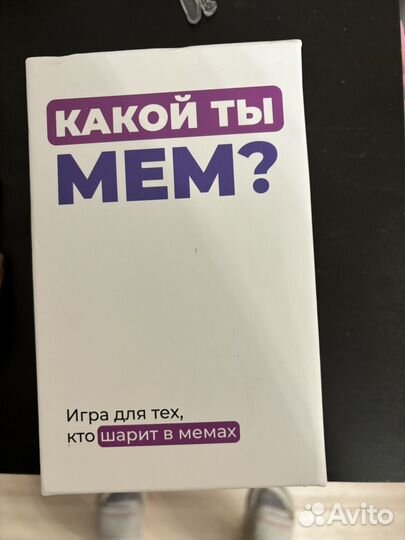 КАКОЙ ТЫ
МЕМ?
Игра для тех,
кто шарит в мемах
Avito